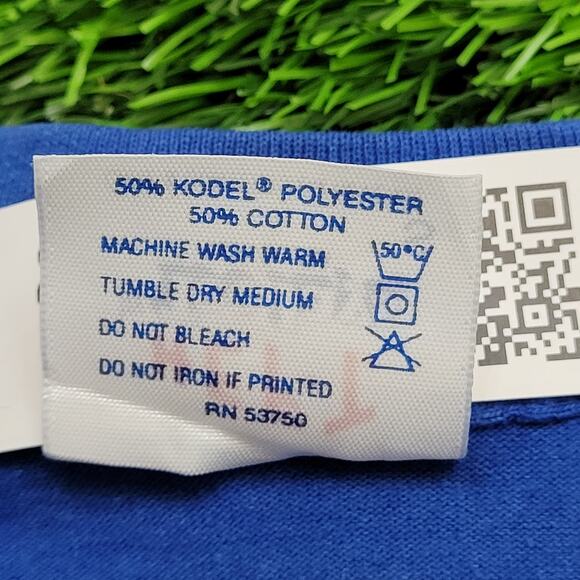 50% KODEL® POLYESTER
50% COTTON
MACHINE WASH WARM
50°C
TUMBLE DRY MEDIUM
DO NOT BLEACH
DO NOT IRON IF PRINTED
RN 53750